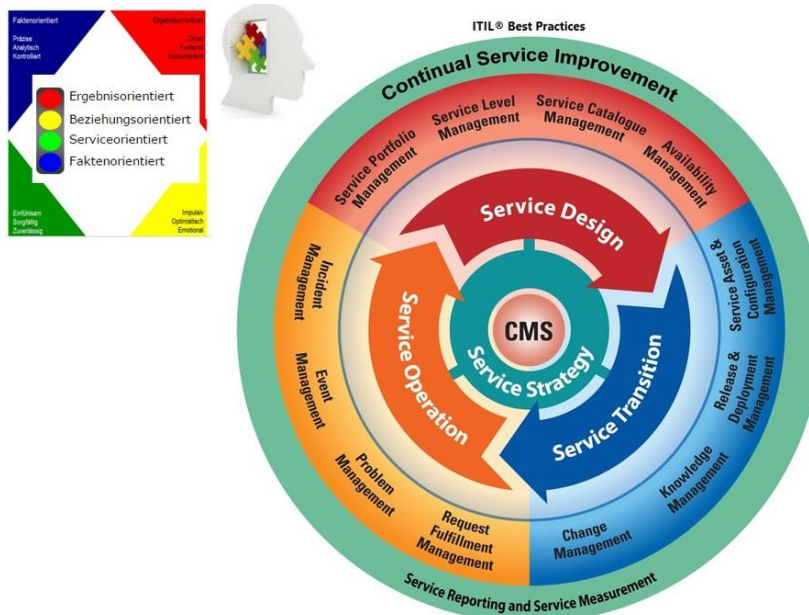 Faktenorientiert
Präzise
Analytisch
Kontrolliert
Ergebnisorientiert
Direkt
Fordernd
Ergebnisorientiert
Beziehungsorientiert
Serviceorientiert
Faktenorientiert
Einfühlsam
Sorgfältig
Zuverlässig
Impulsiv
Optimistisch
Emotional
ITIL® Best Practices
Continual Service Improvement
Service Portfolio
Management
Service Level
Management
Service Catalogue
Management
Availability
Management
Service Asset &
Configuration
Management
Release &
Deployment
Management
Knowledge
Management
Change
Management
Request
Fulfillment
Management
Problem
Management
Event
Management
Incident
Management
Service Design
Service Transition
Service Operation
Service Strategy
CMS
Service Reporting and Service Measurement